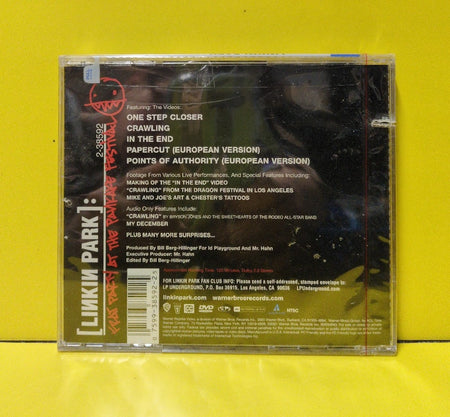 [LINKIN PARK]:
FRAT PARTY AT THE PANKAKE FESTIVAL
2-38592
Featuring: The Videos:
ONE STEP CLOSER
CRAWLING
IN THE END
PAPERCUT (EUROPEAN VERSION)
POINTS OF AUTHORITY (EUROPEAN VERSION)
Footage From Various Live Performances, And Special Features Including:
MAKING OF THE "IN THE END" VIDEO
"CRAWLING" FROM THE DRAGON FESTIVAL IN LOS ANGELES
MIKE AND JOE'S ART & CHESTER'S TATTOOS
Audio Only Features Include:
"CRAWLING" BY BRYSON JONES AND THE SWEETHEARTS OF THE RODEO ALL-STAR BAND
MY DECEMBER
PLUS MANY MORE SURPRISES...
Produced By Bill Berg-Hillinger For Id Playground And Mr. Hahn
Executive Producer: Mr. Hahn
Edited By Bill Berg-Hillinger
FOR LINKIN PARK FAN CLUB INFO: Please send a self-addressed, stamped envelope to:
LP UNDERGROUND, P.O. Box 36915, Los Angeles, CA 90036 LPUnderground.com
linkinpark.com warnerbrosrecords.com
DVD
NTSC